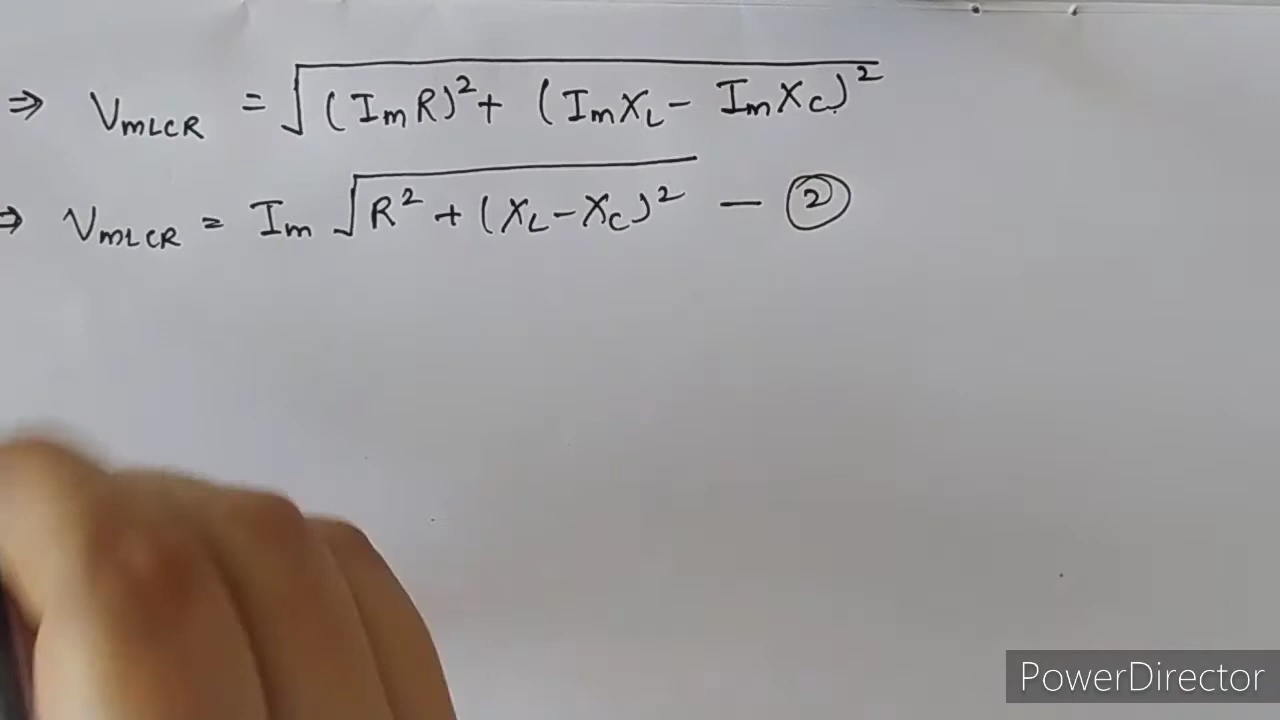 ⇒ VmLCR = √(ImR)² + (ImXL - ImXC)²
⇒ VmLCR = Im √R² + (XL - XC)² - ②
PowerDirector